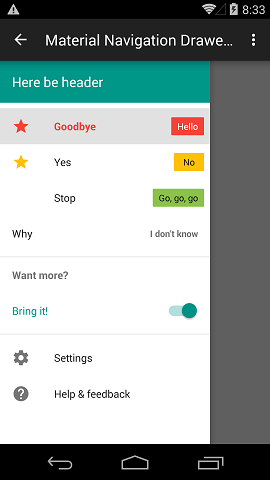 8:33
Material Navigation Drawe...
Here be header
Goodbye Hello
Yes No
Stop Go, go, go
Why I don't know
Want more?
Bring it!
Settings
Help & feedback